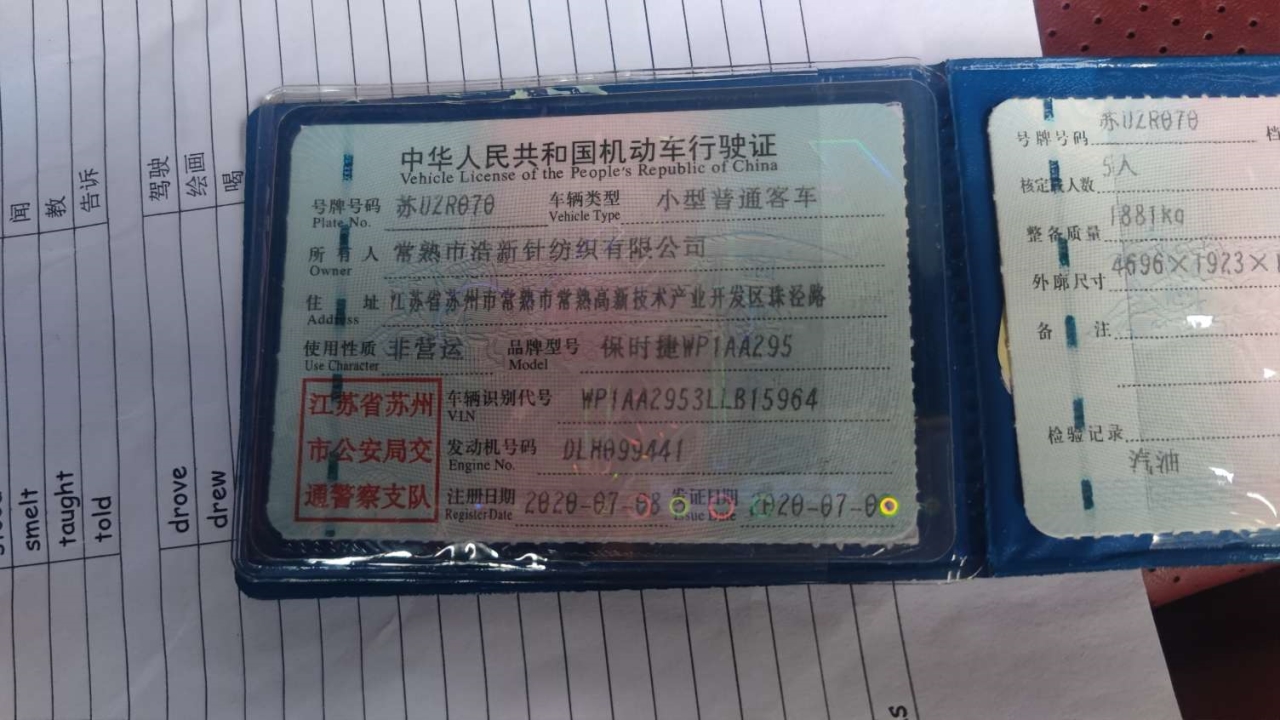 中华人民共和国机动车行驶证
Vehicle License of the People's Republic of China
号牌号码 苏UZR070 车辆类型 小型普通客车
Plate No. Vehicle Type
所有人 常熟市浩新针纺织有限公司
Owner
住址 江苏省苏州市常熟市常熟高新技术产业开发区珠泾路
Address
使用性质 非营运 品牌型号 保时捷WP1AA295
Use Character Model
江苏省苏州
市公安局交
通警察支队
车辆识别代号 WP1AA2953LLB15964
VIN
发动机号码 DLH099441
Engine No.
注册日期 2020-07-08 发证日期 2020-07-0
Register Date Issue Date
号牌号码 苏UZR070
核定载人数 5人
整备质量 1881kg
外廓尺寸 4696×1923×
备注
检验记录
汽油
闻 smelt
教 taught
告诉 told
驾驶 drove
绘画 drew
喝